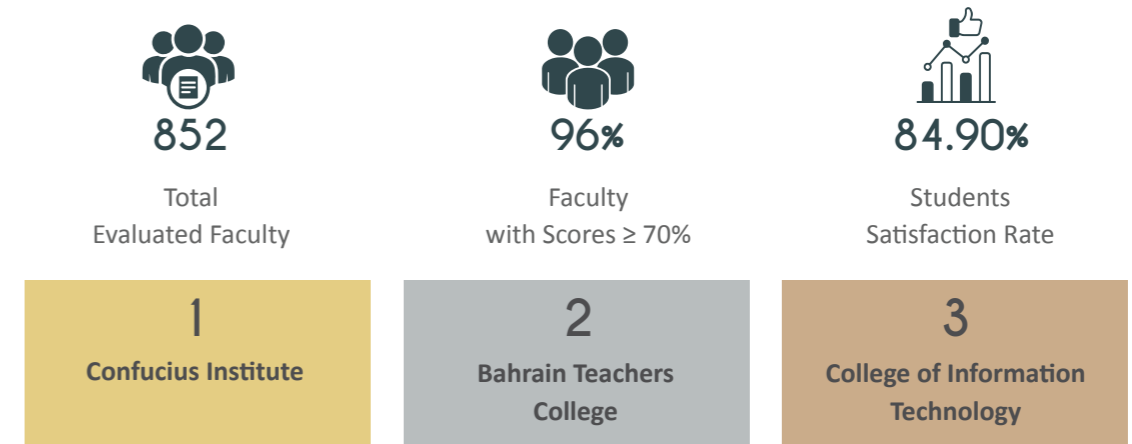 852
96%
84.90%
Total
Evaluated Faculty
Faculty
with Scores ≥ 70%
Students
Satisfaction Rate
1
Confucius Institute
2
Bahrain Teachers
College
3
College of Information
Technology